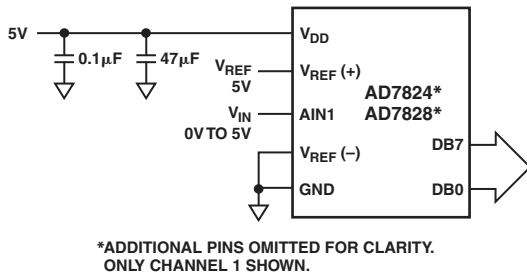 5V
0.1μF
47μF
VDD
VREF
5V
VREF (+)
AD7824*
AD7828*
VIN
0V TO 5V
AIN1
VREF (–)
DB7
GND
DB0
*ADDITIONAL PINS OMITTED FOR CLARITY.
ONLY CHANNEL 1 SHOWN.